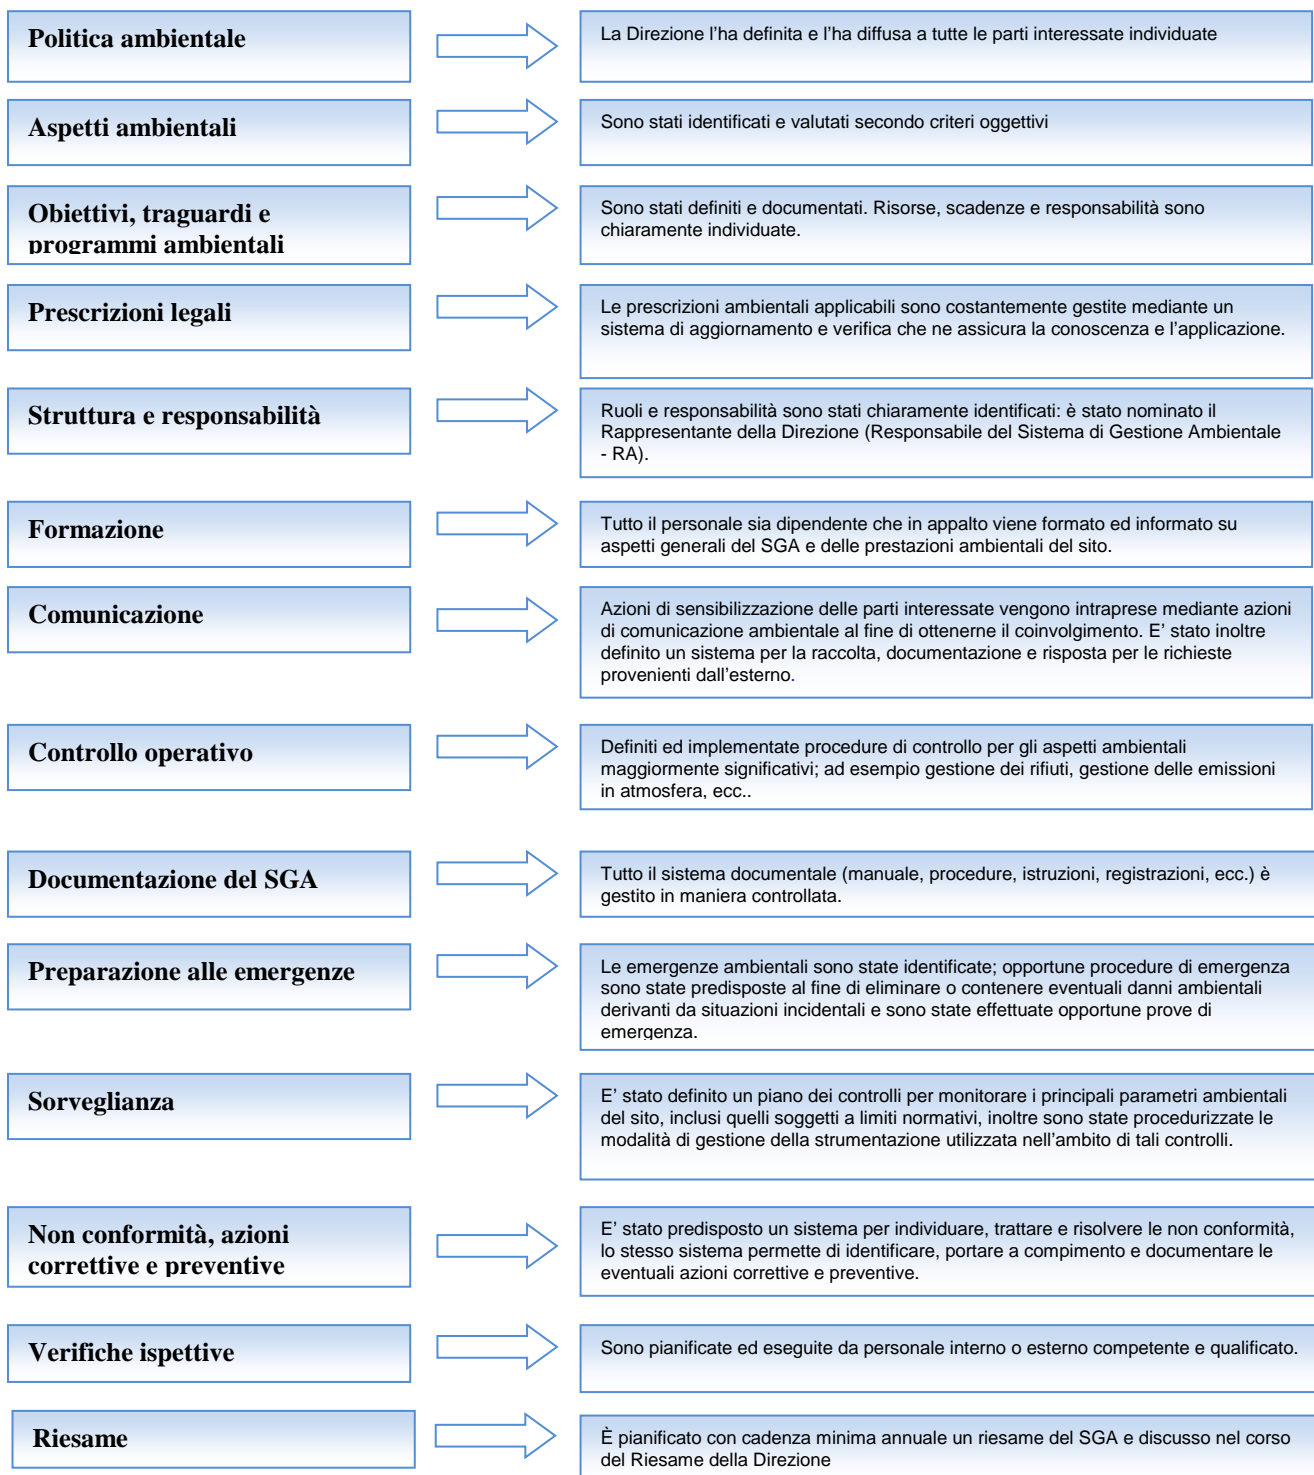 Politica ambientale
La Direzione l’ha definita e l’ha diffusa a tutte le parti interessate individuate
Aspetti ambientali
Sono stati identificati e valutati secondo criteri oggettivi
Obiettivi, traguardi e
programmi ambientali
Sono stati definiti e documentati. Risorse, scadenze e responsabilità sono
chiaramente individuate.
Prescrizioni legali
Le prescrizioni ambientali applicabili sono costantemente gestite mediante un
sistema di aggiornamento e verifica che ne assicura la conoscenza e l’applicazione.
Struttura e responsabilità
Ruoli e responsabilità sono stati chiaramente identificati: è stato nominato il
Rappresentante della Direzione (Responsabile del Sistema di Gestione Ambientale
- RA).
Formazione
Tutto il personale sia dipendente che in appalto viene formato ed informato su
aspetti generali del SGA e delle prestazioni ambientali del sito.
Comunicazione
Azioni di sensibilizzazione delle parti interessate vengono intraprese mediante azioni
di comunicazione ambientale al fine di ottenerne il coinvolgimento. E’ stato inoltre
definito un sistema per la raccolta, documentazione e risposta per le richieste
provenienti dall’esterno.
Controllo operativo
Definiti ed implementate procedure di controllo per gli aspetti ambientali
maggiormente significativi; ad esempio gestione dei rifiuti, gestione delle emissioni
in atmosfera, ecc..
Documentazione del SGA
Tutto il sistema documentale (manuale, procedure, istruzioni, registrazioni, ecc.) è
gestito in maniera controllata.
Preparazione alle emergenze
Le emergenze ambientali sono state identificate; opportune procedure di emergenza
sono state predisposte al fine di eliminare o contenere eventuali danni ambientali
derivanti da situazioni incidentali e sono state effettuate opportune prove di
emergenza.
Sorveglianza
E’ stato definito un piano dei controlli per monitorare i principali parametri ambientali
del sito, inclusi quelli soggetti a limiti normativi, inoltre sono state procedurizzate le
modalità di gestione della strumentazione utilizzata nell’ambito di tali controlli.
Non conformità, azioni
correttive e preventive
E’ stato predisposto un sistema per individuare, trattare e risolvere le non conformità,
lo stesso sistema permette di identificare, portare a compimento e documentare le
eventuali azioni correttive e preventive.
Verifiche ispettive
Sono pianificate ed eseguite da personale interno o esterno competente e qualificato.
Riesame
È pianificato con cadenza minima annuale un riesame del SGA e discusso nel corso
del Riesame della Direzione